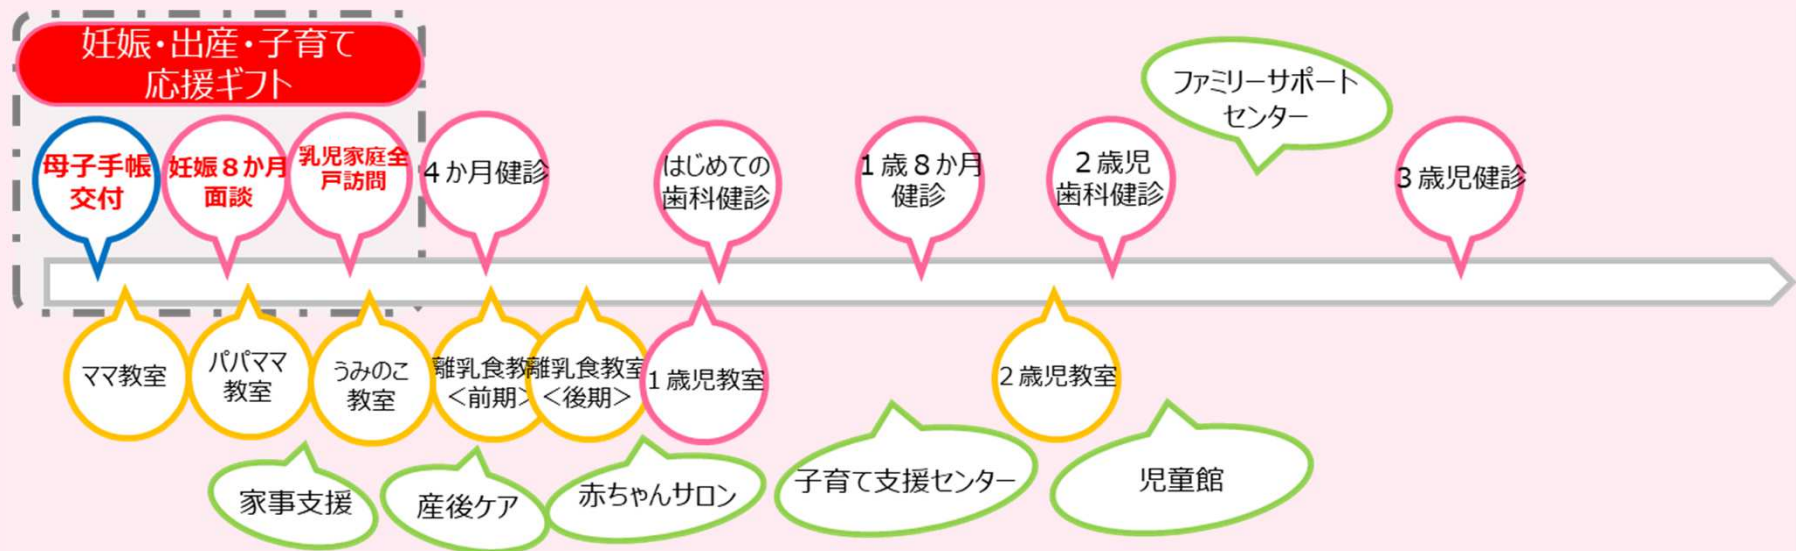 妊娠・出産・子育て
応援ギフト
母子手帳
交付
妊娠８か月
面談
乳児家庭全
戸訪問
４か月健診
はじめての
歯科健診
１歳８か月
健診
２歳児
歯科健診
ファミリーサポート
センター
３歳児健診
ママ教室
パパママ
教室
うみのこ
教室
離乳食教
＜前期＞
離乳食教室
＜後期＞
１歳児教室
２歳児教室
家事支援
産後ケア
赤ちゃんサロン
子育て支援センター
児童館